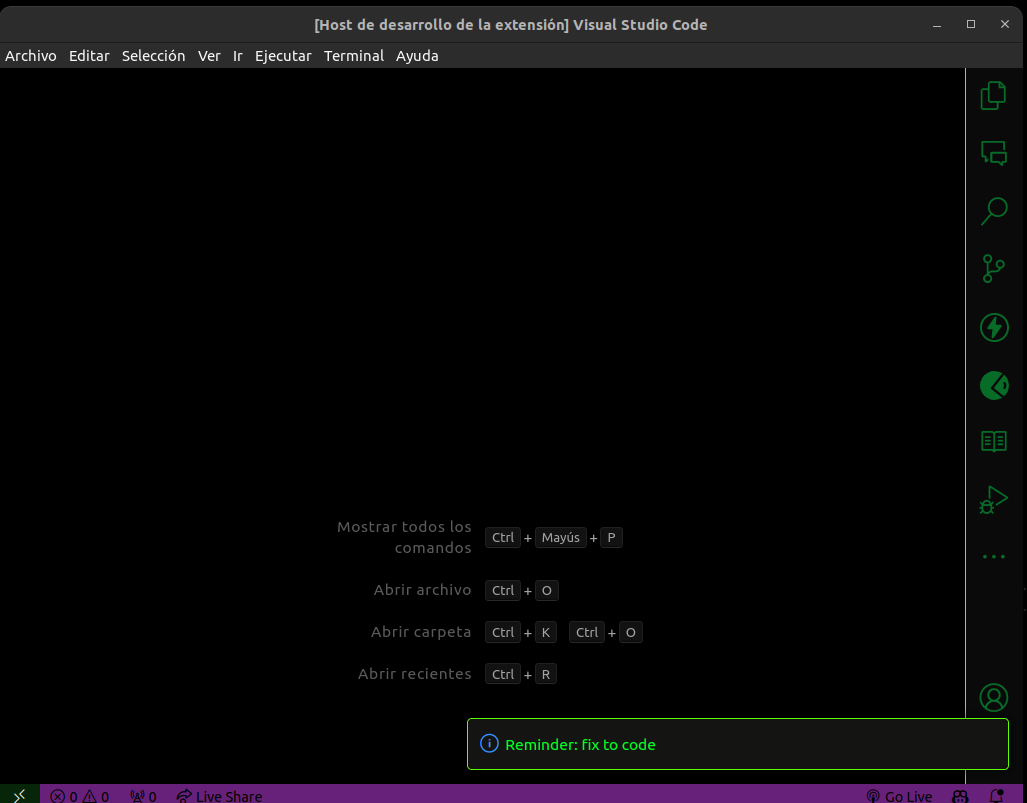 [Host de desarrollo de la extensión] Visual Studio Code
Archivo Editar Selección Ver Ir Ejecutar Terminal Ayuda
Mostrar todos los
comandos Ctrl + Mayús + P
Abrir archivo Ctrl + O
Abrir carpeta Ctrl + K Ctrl + O
Abrir recientes Ctrl + R
Reminder: fix to code
0 0 0 Live Share Go Live